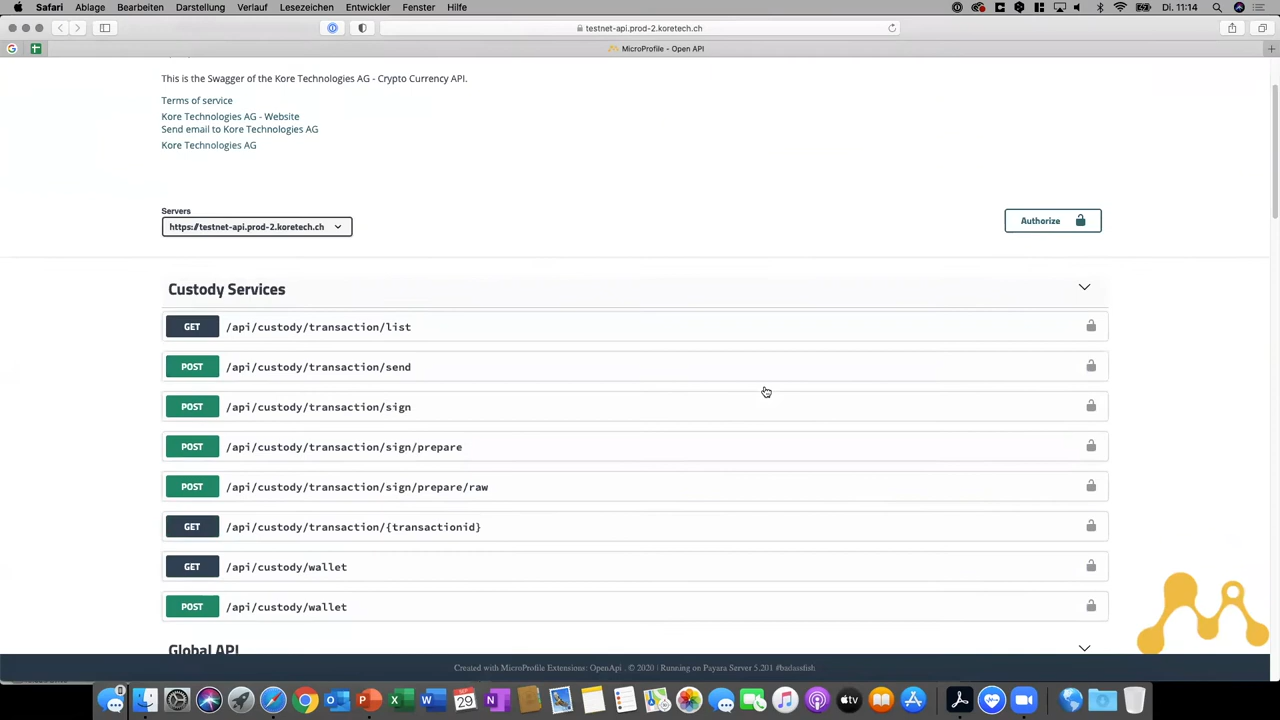 Safari Ablage Bearbeiten Darstellung Verlauf Lesezeichen Entwickler Fenster Hilfe Di. 11:14
testnet-api.prod-2.koretech.ch
G MicroProfile - Open API
This is the Swagger of the Kore Technologies AG - Crypto Currency API.
Terms of service
Kore Technologies AG - Website
Send email to Kore Technologies AG
Kore Technologies AG
Servers
https://testnet-api.prod-2.koretech.ch
Authorize
Custody Services
GET /api/custody/transaction/list
POST /api/custody/transaction/send
POST /api/custody/transaction/sign
POST /api/custody/transaction/sign/prepare
POST /api/custody/transaction/sign/prepare/raw
GET /api/custody/transaction/{transactionid}
GET /api/custody/wallet
POST /api/custody/wallet
Global API
Created with MicroProfile Extensions: OpenApi . © 2020 | Running on Payara Server 5.201 #badassfish
29
tv